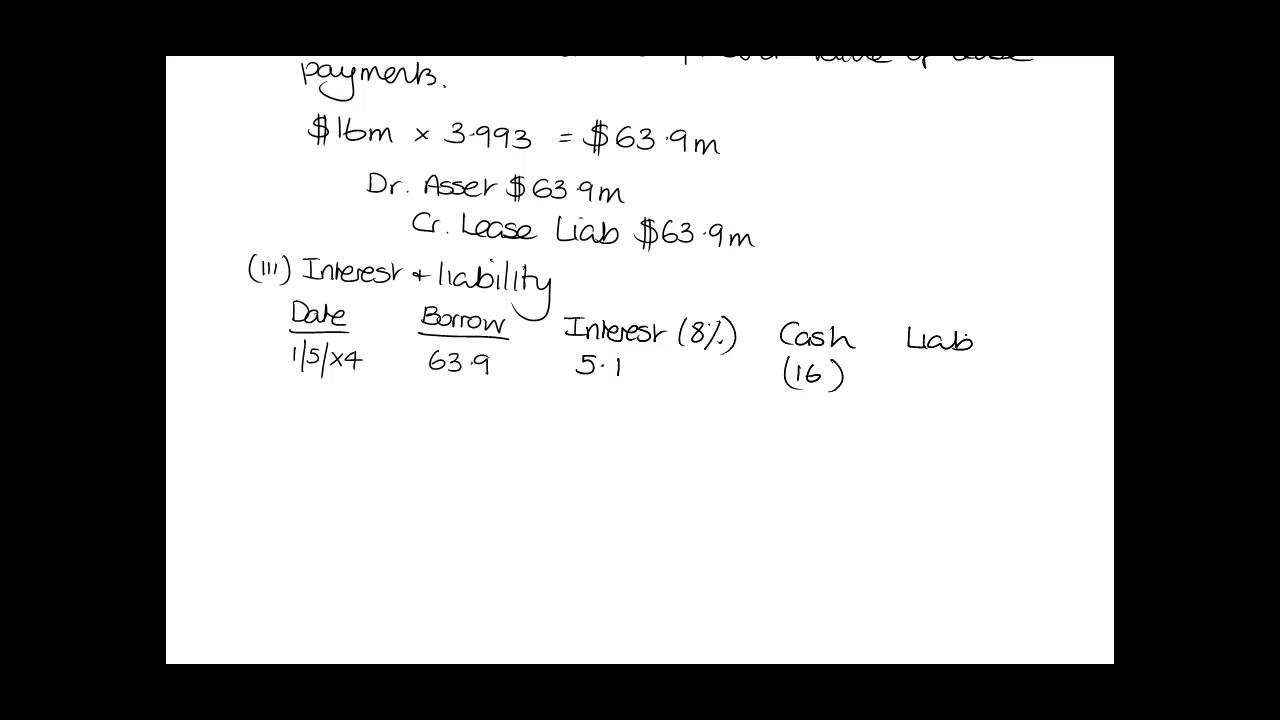 payments.
$16m × 3.993 = $63.9m
Dr. Asset $63.9m
Cr. Lease Liab $63.9m
(iii) Interest + liability
Date Borrow Interest (8%) Cash Liab
1/5/x4 63.9 5.1 (16)